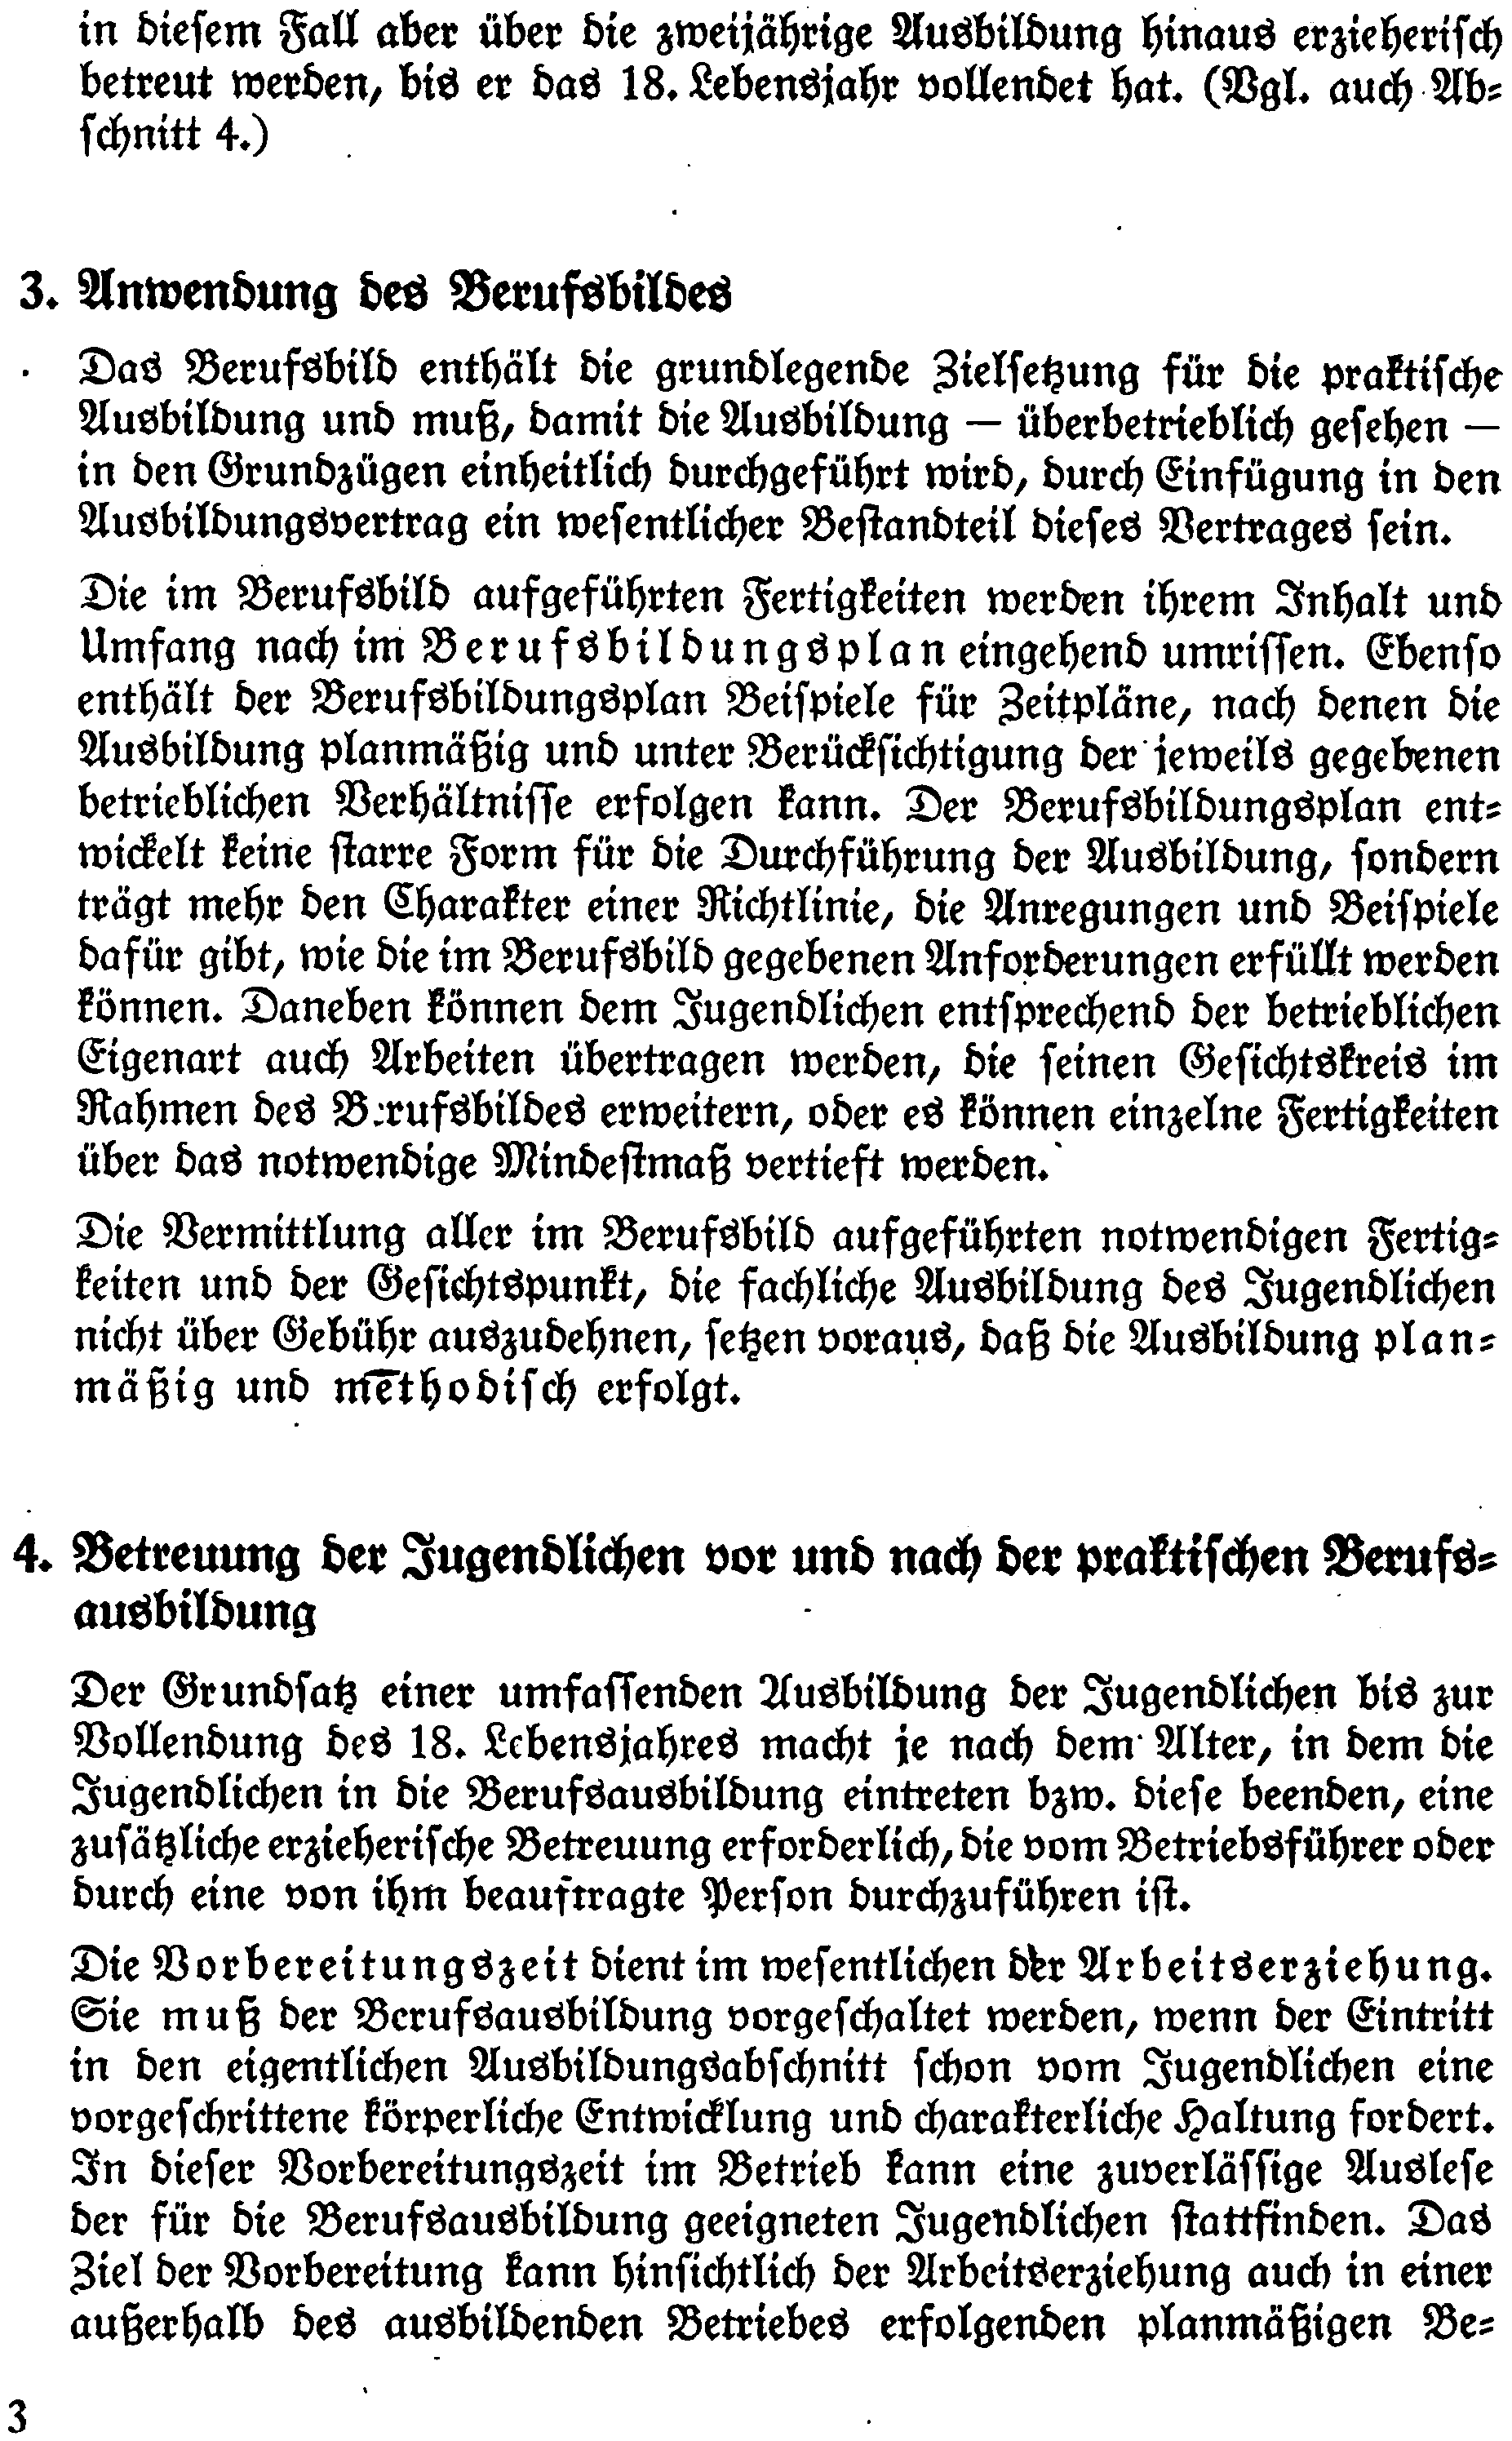 in diesem Fall aber über die zweijährige Ausbildung hinaus erzieherisch
betreut werden, bis er das 18. Lebensjahr vollendet hat. (Vgl. auch Ab-
schnitt 4.)
3. Anwendung des Berufsbildes
Das Berufsbild enthält die grundlegende Zielsetzung für die praktische
Ausbildung und muß, damit die Ausbildung — überbetrieblich gesehen —
in den Grundzügen einheitlich durchgeführt wird, durch Einfügung in den
Ausbildungsvertrag ein wesentlicher Bestandteil dieses Vertrages sein.
Die im Berufsbild aufgeführten Fertigkeiten werden ihrem Inhalt und
Umfang nach im Berufsbildungsplan eingehend umrissen. Ebenso
enthält der Berufsbildungsplan Beispiele für Zeitpläne, nach denen die
Ausbildung planmäßig und unter Berücksichtigung der jeweils gegebenen
betrieblichen Verhältnisse erfolgen kann. Der Berufsbildungsplan ent-
wickelt keine starre Form für die Durchführung der Ausbildung, sondern
trägt mehr den Charakter einer Richtlinie, die Anregungen und Beispiele
dafür gibt, wie die im Berufsbild gegebenen Anforderungen erfüllt werden
können. Daneben können dem Jugendlichen entsprechend der betrieblichen
Eigenart auch Arbeiten übertragen werden, die seinen Gesichtskreis im
Rahmen des Berufsbildes erweitern, oder es können einzelne Fertigkeiten
über das notwendige Mindestmaß vertieft werden.
Die Vermittlung aller im Berufsbild aufgeführten notwendigen Fertig-
keiten und der Gesichtspunkt, die fachliche Ausbildung des Jugendlichen
nicht über Gebühr auszudehnen, setzen voraus, daß die Ausbildung plan-
mäßig und methodisch erfolgt.
4. Betreuung der Jugendlichen vor und nach der praktischen Berufs-
ausbildung
Der Grundsatz einer umfassenden Ausbildung der Jugendlichen bis zur
Vollendung des 18. Lebensjahres macht je nach dem Alter, in dem die
Jugendlichen in die Berufsausbildung eintreten bzw. diese beenden, eine
zusätzliche erzieherische Betreuung erforderlich, die vom Betriebsführer oder
durch eine von ihm beauftragte Person durchzuführen ist.
Die Vorbereitungszeit dient im wesentlichen der Arbeitserziehung.
Sie muß der Berufsausbildung vorgeschaltet werden, wenn der Eintritt
in den eigentlichen Ausbildungsabschnitt schon vom Jugendlichen eine
vorgeschrittene körperliche Entwicklung und charakterliche Haltung fordert.
In dieser Vorbereitungszeit im Betrieb kann eine zuverlässige Auslese
der für die Berufsausbildung geeigneten Jugendlichen stattfinden. Das
Ziel der Vorbereitung kann hinsichtlich der Arbeitserziehung auch in einer
außerhalb des ausbildenden Betriebes erfolgenden planmäßigen Be-
3